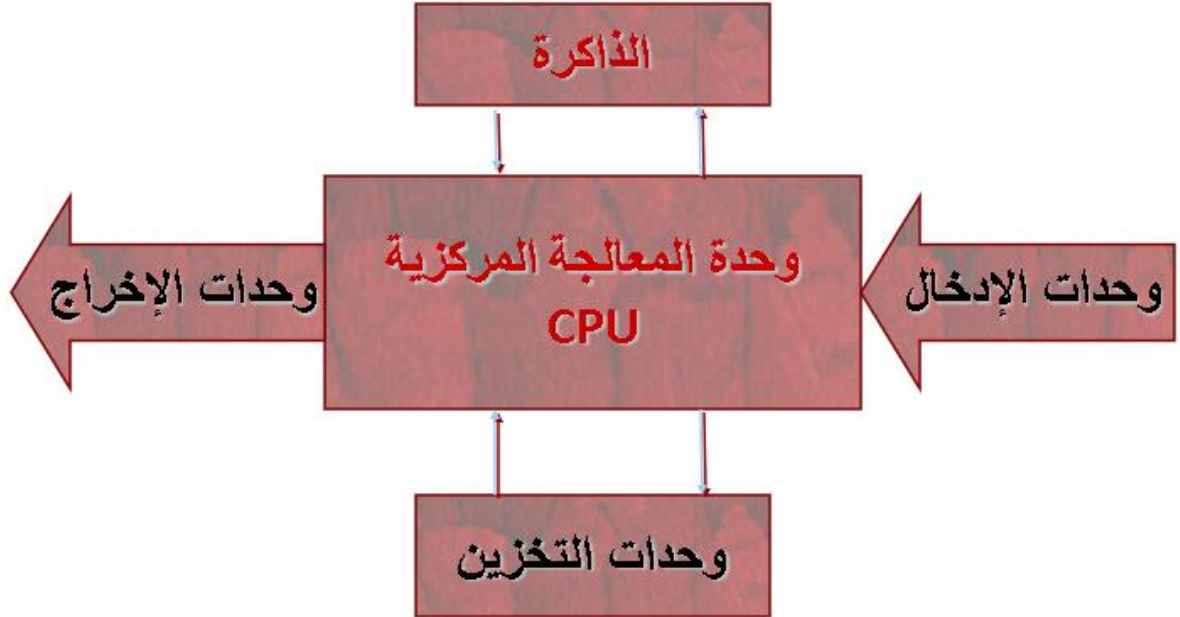 الذاكرة
وحدات الإدخال
وحدة المعالجة المركزية
CPU
وحدات الإخراج
وحدات التخزين